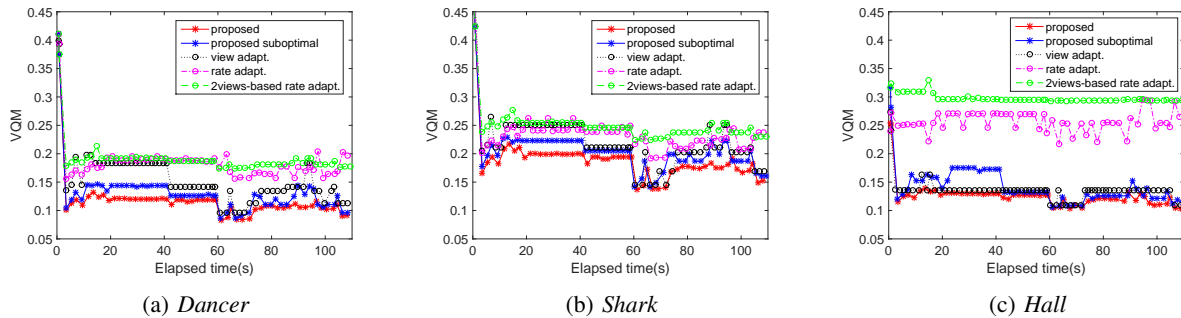 0.45
0.4
0.35
0.3
0.25
0.2
0.15
0.1
0.05
VQM
0 20 40 60 80 100
Elapsed time(s)
proposed
proposed suboptimal
view adapt.
rate adapt.
2views-based rate adapt.
(a) Dancer
0.45
0.4
0.35
0.3
0.25
0.2
0.15
0.1
0.05
VQM
0 20 40 60 80 100
Elapsed time(s)
proposed
proposed suboptimal
view adapt.
rate adapt.
2views-based rate adapt.
(b) Shark
0.45
0.4
0.35
0.3
0.25
0.2
0.15
0.1
0.05
VQM
0 20 40 60 80 100
Elapsed time(s)
proposed
proposed suboptimal
view adapt.
rate adapt.
2views-based rate adapt.
(c) Hall